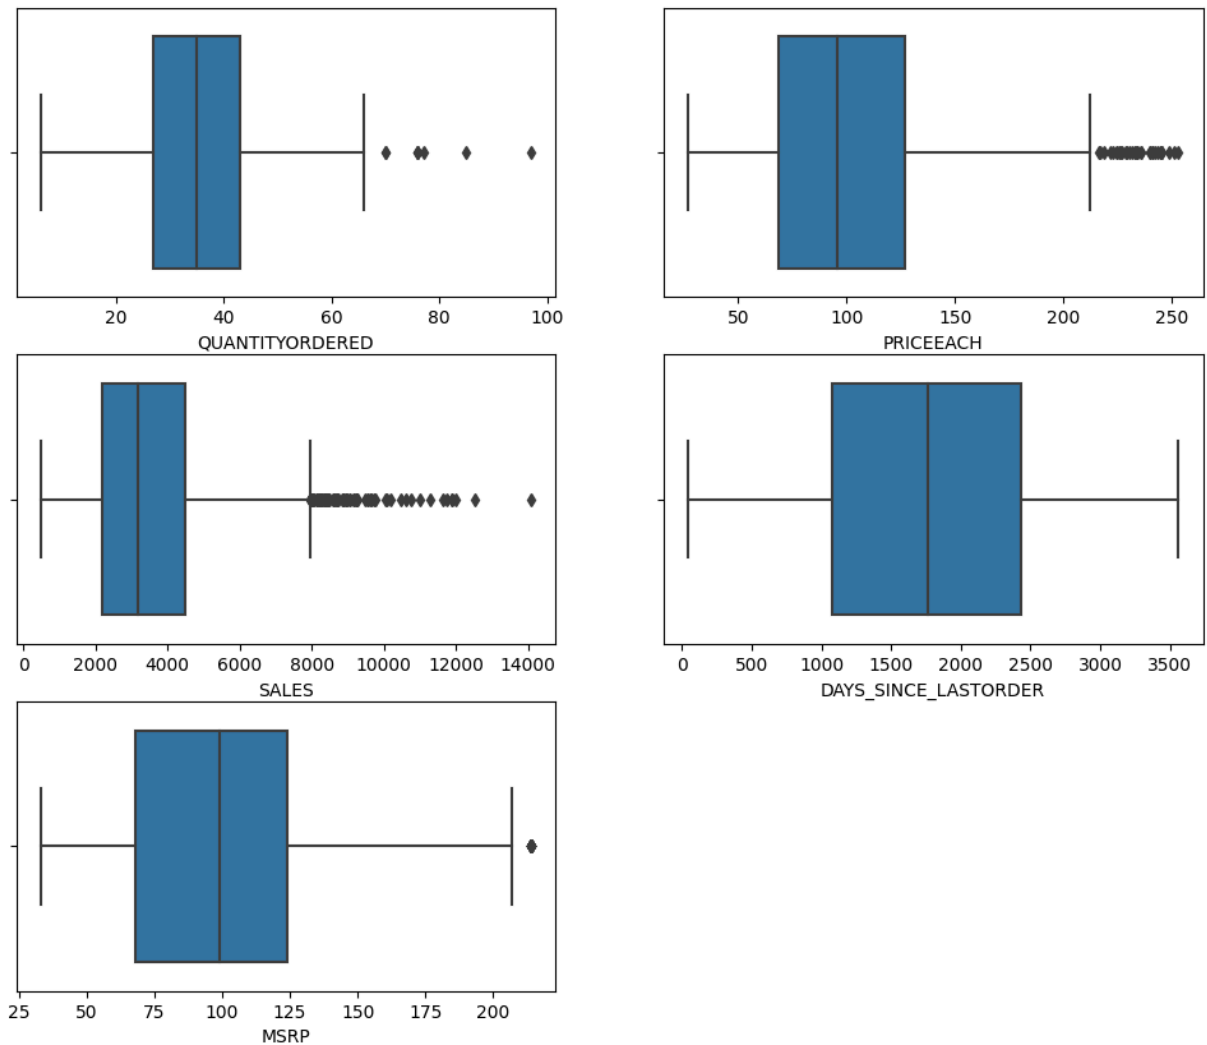 20 40 60 80 100
QUANTITYORDERED
50 100 150 200 250
PRICEEACH
0 2000 4000 6000 8000 10000 12000 14000
SALES
0 500 1000 1500 2000 2500 3000 3500
DAYS_SINCE_LASTORDER
25 50 75 100 125 150 175 200
MSRP